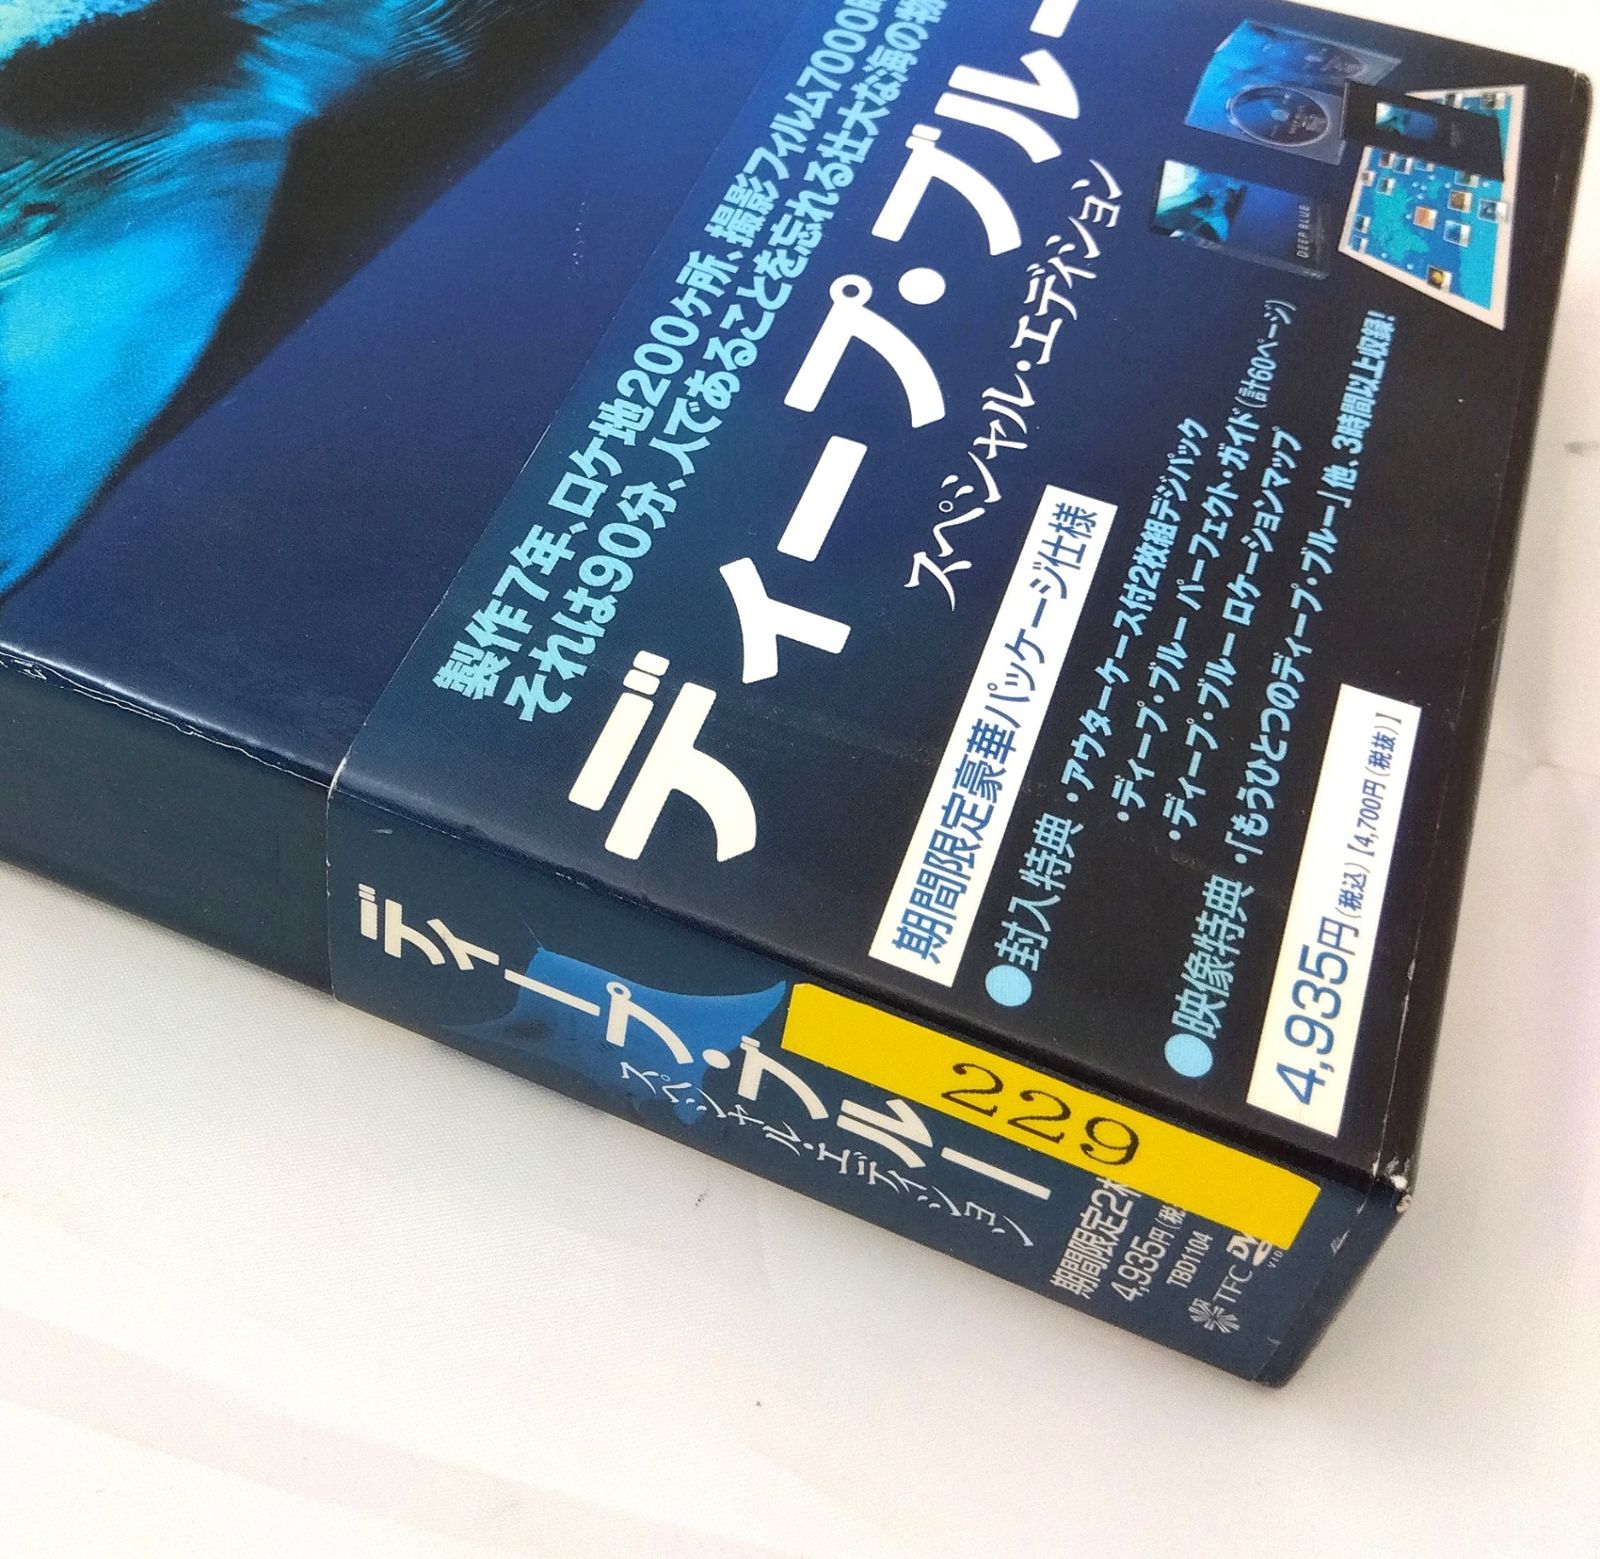 製作7年、ロケ地200ヶ所、撮影フィルム7000時
それは90分、人であることを忘れる壮大な海の物
ディープ・ブルー
スペシャル・エディション
期間限定豪華パッケージ仕様
●封入特典・アウターケース付2枚組デジパック
・ディープ・ブルー パーフェクト・ガイド(計60ページ)
・ディープ・ブルー ロケーションマップ
●映像特典・「もうひとつのディープ・ブルー」他、3時間以上収録!
4,935円(税込)【4,700円(税抜)】
DEEP BLUE
ディープ・ブルー
スペシャル・エディション
229
期間限定2枚
4,935円(税
TBD1104
TFC